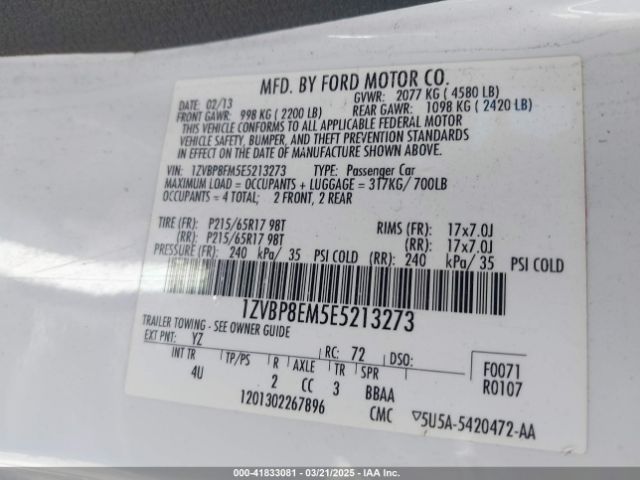 MFD. BY FORD MOTOR CO.
DATE: 02/13 GVWR: 2077 KG ( 4580 LB)
FRONT GAWR: 998 KG ( 2200 LB) REAR GAWR: 1098 KG ( 2420 LB)
THIS VEHICLE CONFORMS TO ALL APPLICABLE FEDERAL MOTOR
VEHICLE SAFETY, BUMPER, AND THEFT PREVENTION STANDARDS
IN EFFECT ON THE DATE OF MANUFACTURE SHOWN ABOVE.
VIN: 1ZVBP8EM5E5213273 TYPE: Passenger Car
MAXIMUM LOAD = OCCUPANTS + LUGGAGE = 317KG/ 700LB
OCCUPANTS = 4 TOTAL; 2 FRONT, 2 REAR
TIRE (FR): P215/65R17 98T RIMS (FR): 17x7.0J
(RR): P215/65R17 98T (RR): 17x7.0J
PRESSURE (FR): 240 kPa/ 35 PSI COLD (RR): 240 kPa/ 35 PSI COLD
1ZVBP8EM5E5213273
TRAILER TOWING - SEE OWNER GUIDE
EXT PNT: YZ RC: 72 DSO: F0071
INT TR TP/PS R AXLE TR SPR R0107
4U 2 CC 3 BBAA
1201302267896 CMC ▽5U5A-5420472-AA
000-41833081 - 03/21/2025 - IAAI.COM